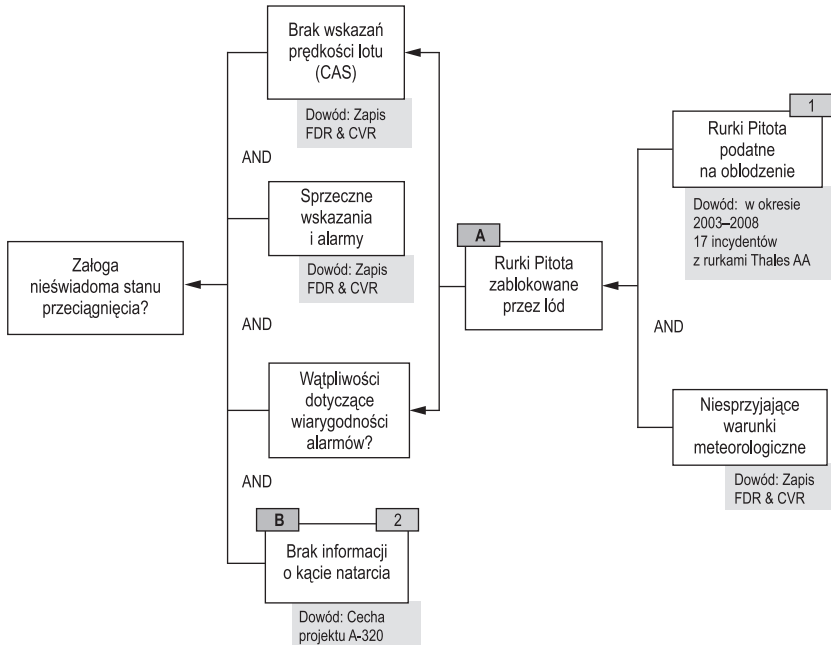 Brak wskazań
prędkości lotu
(CAS)
Dowód: Zapis
FDR & CVR
AND
Sprzeczne
wskazania
i alarmy
Dowód: Zapis
FDR & CVR
Załoga
nieświadoma stanu
przeciągnięcia?
AND
Wątpliwości
dotyczące
wiarygodności
alarmów?
AND
B
2
Brak informacji
o kącie natarcia
Dowód: Cecha
projektu A-320
A
Rurki Pitota
zablokowane
przez lód
1
Rurki Pitota
podatne
na oblodzenie
Dowód: w okresie
2003–2008
17 incydentów
z rurkami Thales AA
AND
Niesprzyjające
warunki
meteorologiczne
Dowód: Zapis
FDR & CVR